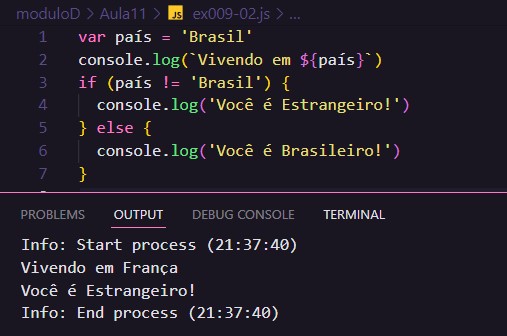 moduloD > Aula11 > JS ex009-02.js > ...
1 var país = 'Brasil'
2 console.log(`Vivendo em ${país}`)
3 if (país != 'Brasil') {
4 console.log('Você é Estrangeiro!')
5 } else {
6 console.log('Você é Brasileiro!')
7 }
PROBLEMS OUTPUT DEBUG CONSOLE TERMINAL
Info: Start process (21:37:40)
Vivendo em França
Você é Estrangeiro!
Info: End process (21:37:40)